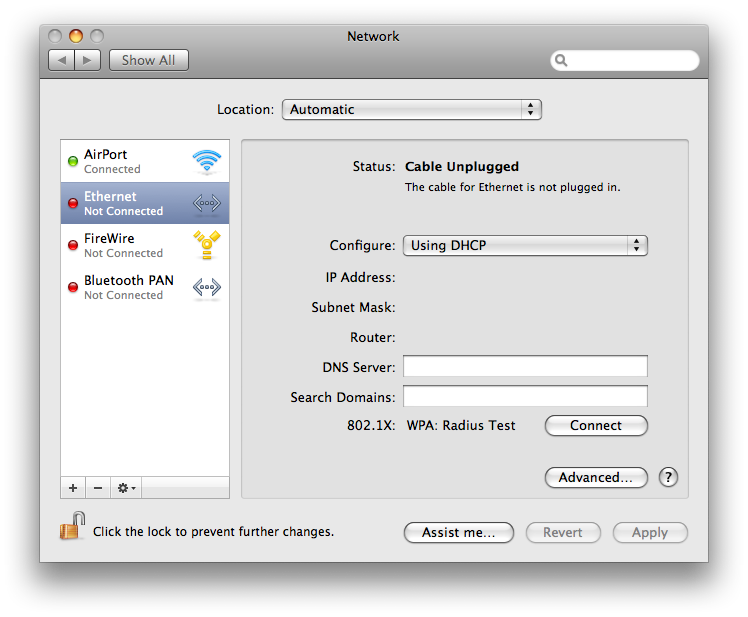 Network
Show All
Location: Automatic
AirPort
Connected
Ethernet
Not Connected
FireWire
Not Connected
Bluetooth PAN
Not Connected
Status: Cable Unplugged
The cable for Ethernet is not plugged in.
Configure: Using DHCP
IP Address:
Subnet Mask:
Router:
DNS Server:
Search Domains:
802.1X: WPA: Radius Test Connect
Advanced... ?
Click the lock to prevent further changes.
Assist me... Revert Apply